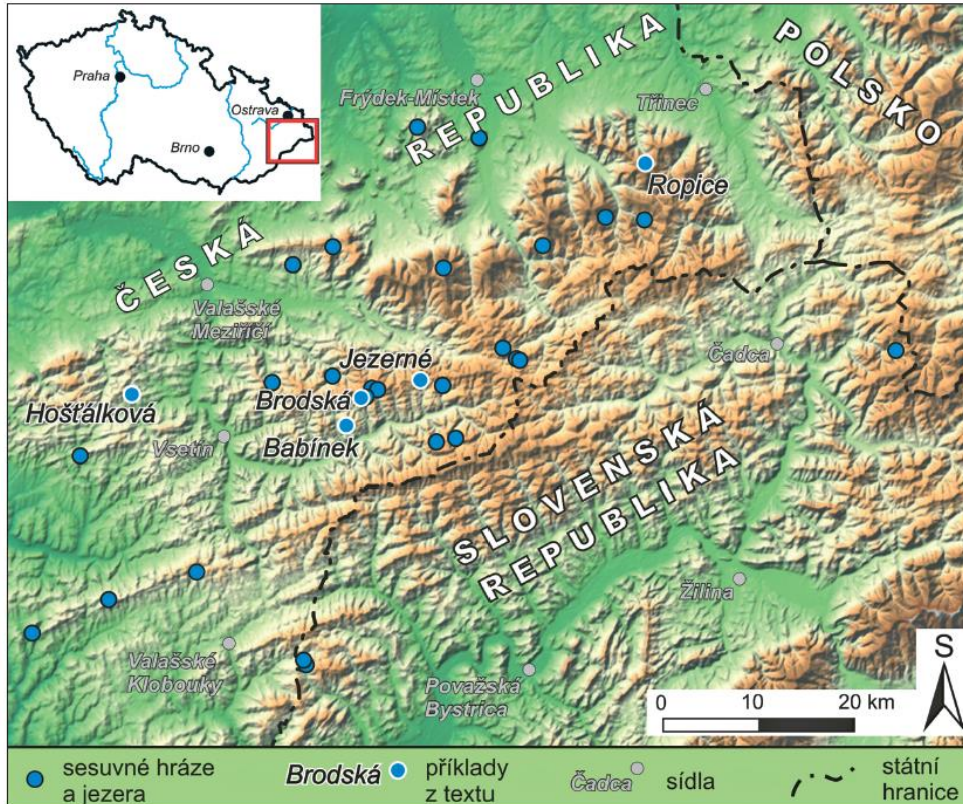 Praha
Ostrava
Brno
ČESKÁ
REPUBLIKA
POLSKO
Frýdek-Místek
Třinec
Ropice
Valašské
Meziříčí
Jezerné
Čadca
Hošťálková
Brodská
Babínek
Vsetín
SLOVENSKÁ
REPUBLIKA
Žilina
Valašské
Klobouky
Považská
Bystrica
S
0 10 20 km
sesuvné hráze
a jezera
Brodská
příklady
z textu
Čadca
sídla
státní
hranice